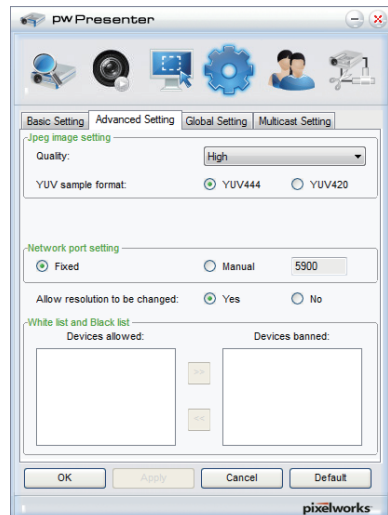 pwPresenter
Basic Setting Advanced Setting Global Setting Multicast Setting
Jpeg image setting
Quality: High
YUV sample format: YUV444 YUV420
Network port setting
Fixed Manual 5900
Allow resolution to be changed: Yes No
White list and Black list
Devices allowed: Devices banned:
>>
<<
OK Apply Cancel Default
pixelworks